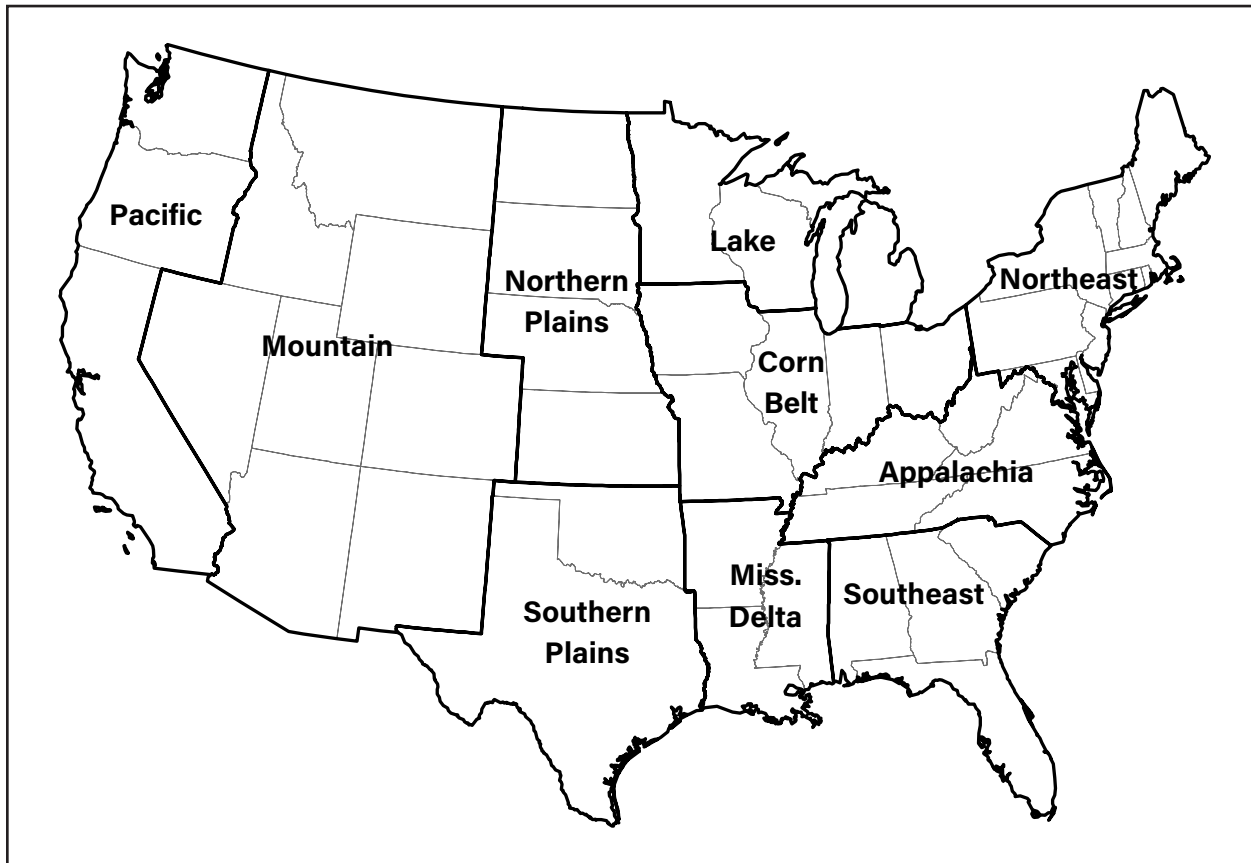 Pacific
Lake
Northeast
Northern
Plains
Mountain
Corn
Belt
Appalachia
Miss.
Delta
Southeast
Southern
Plains